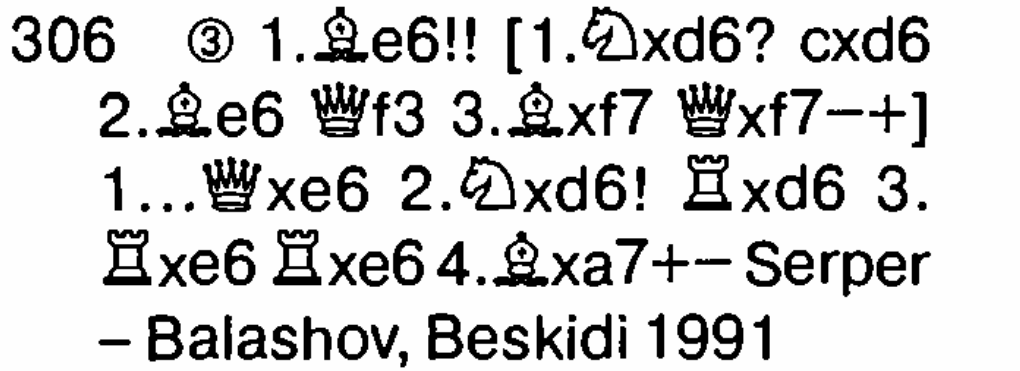 306 ③ 1.♗e6!! [1.♘xd6? cxd6
2.♗e6 ♕f3 3.♗xf7 ♕xf7−+]
1...♕xe6 2.♘xd6! ♖xd6 3.
♖xe6 ♖xe6 4.♗xa7+− Serper
– Balashov, Beskidi 1991